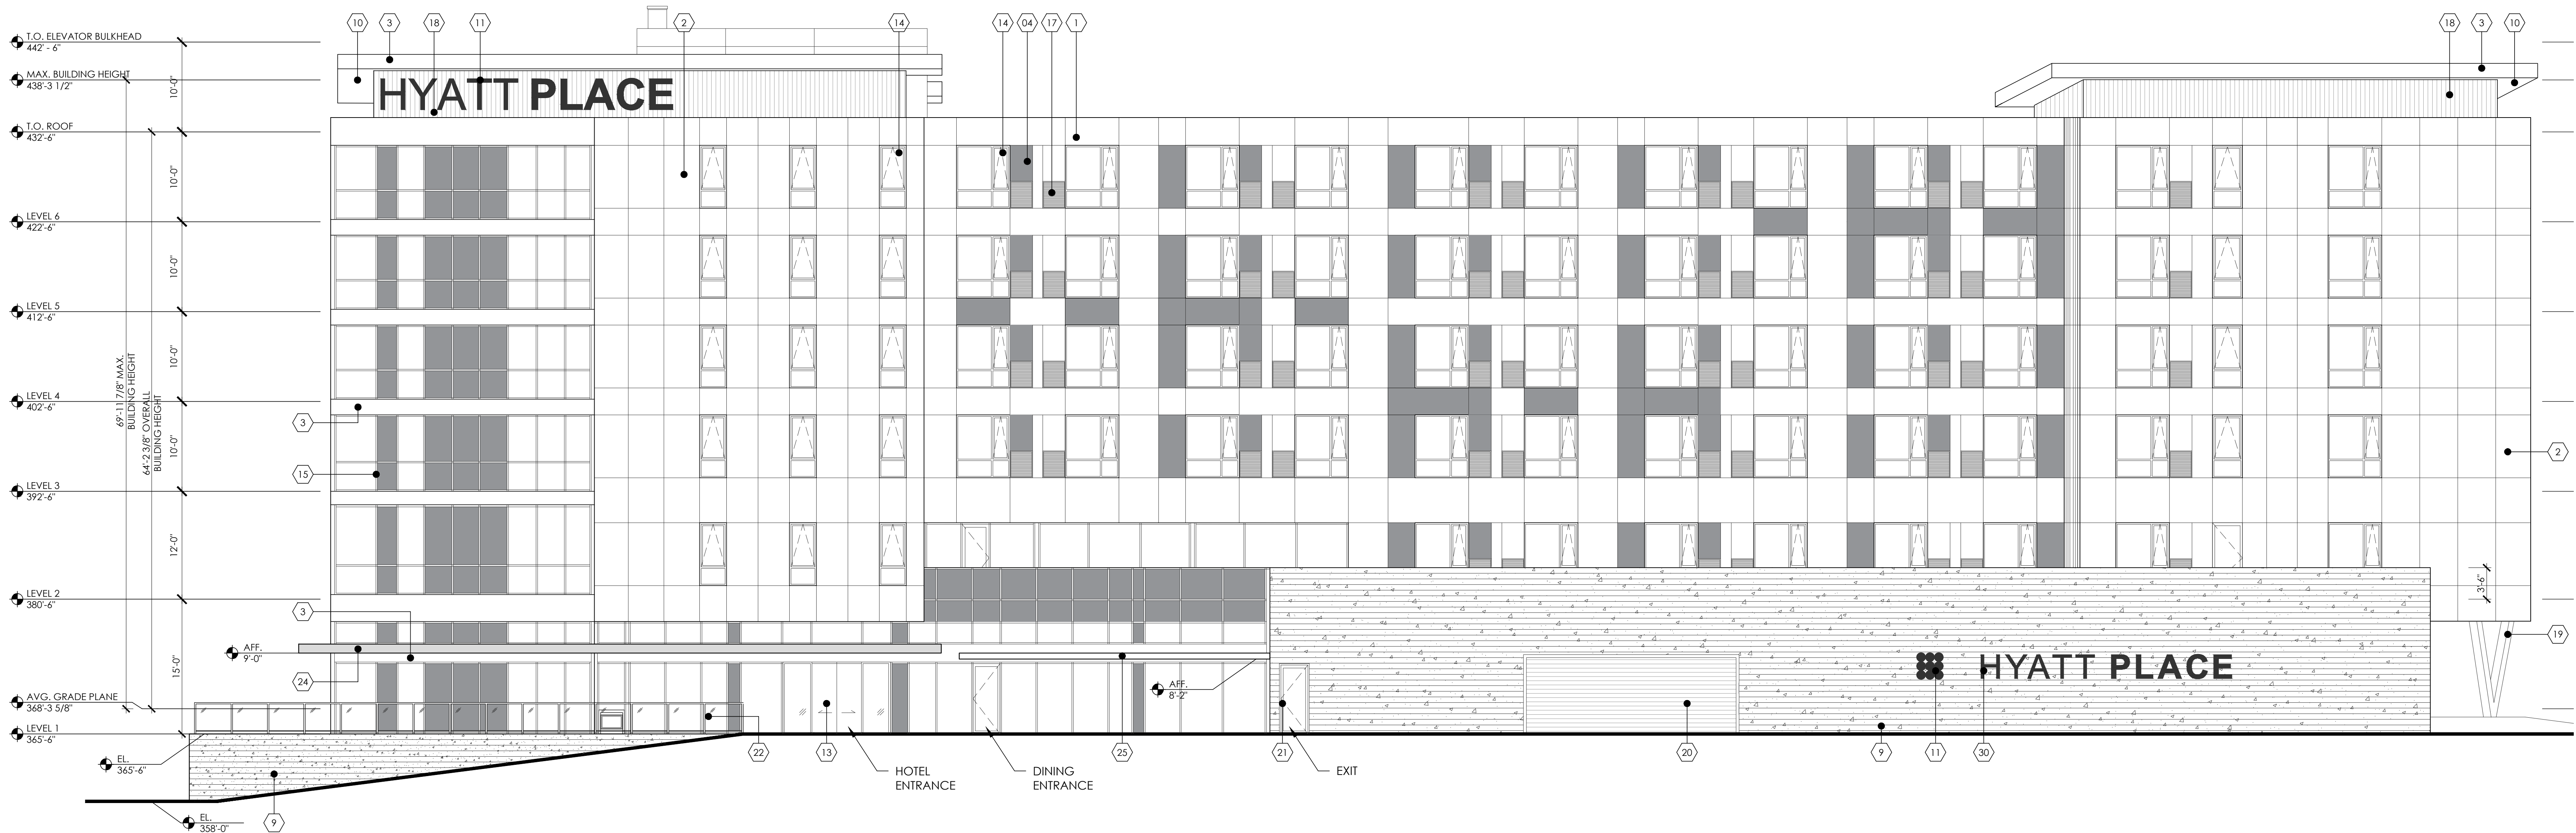 10
3
18
11
2
14
14
04
17
1
18
3
10
T.O. ELEVATOR BULKHEAD
442' - 6"
MAX. BUILDING HEIGHT
438'-3 1/2"
10'-0"
HYATT PLACE
T.O. ROOF
432'-6"
10'-0"
LEVEL 6
422'-6"
10'-0"
LEVEL 5
412'-6"
10'-0"
69'-11 7/8" MAX.
BUILDING HEIGHT
64'-2 3/8" OVERALL
BUILDING HEIGHT
LEVEL 4
402'-6"
3
10'-0"
2
15
LEVEL 3
392'-6"
12'-0"
LEVEL 2
380'-6"
3'-6"
3
19
AFF.
9'-0"
15'-0"
24
HYATT PLACE
AFF.
8'-2"
AVG. GRADE PLANE
368'-3 5/8"
LEVEL 1
365'-6"
22
13
25
21
20
9
11
30
EL.
365'-6"
HOTEL
ENTRANCE
DINING
ENTRANCE
EXIT
EL.
358'-0"
9